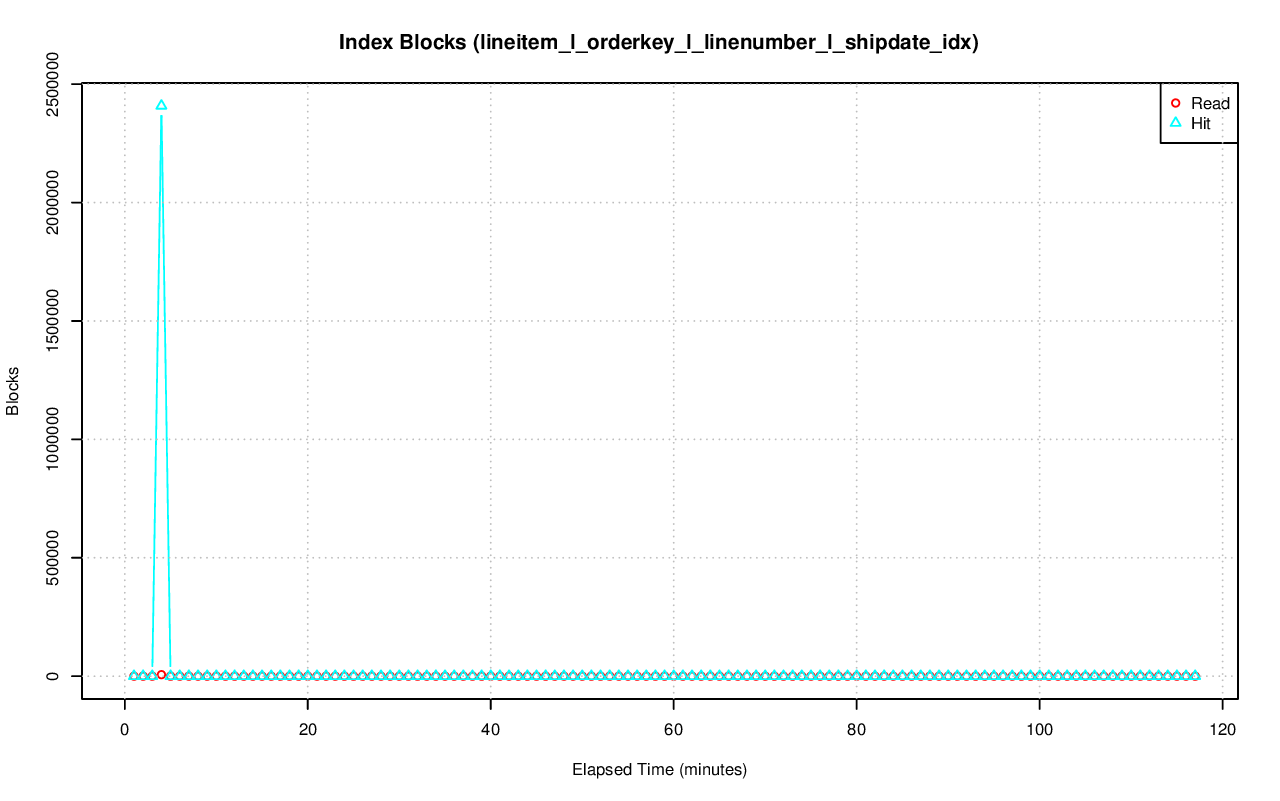 Index Blocks (lineitem_l_orderkey_l_linenumber_l_shipdate_idx)
Read
Hit
Blocks
2500000
2000000
1500000
1000000
500000
0
0 20 40 60 80 100 120
Elapsed Time (minutes)